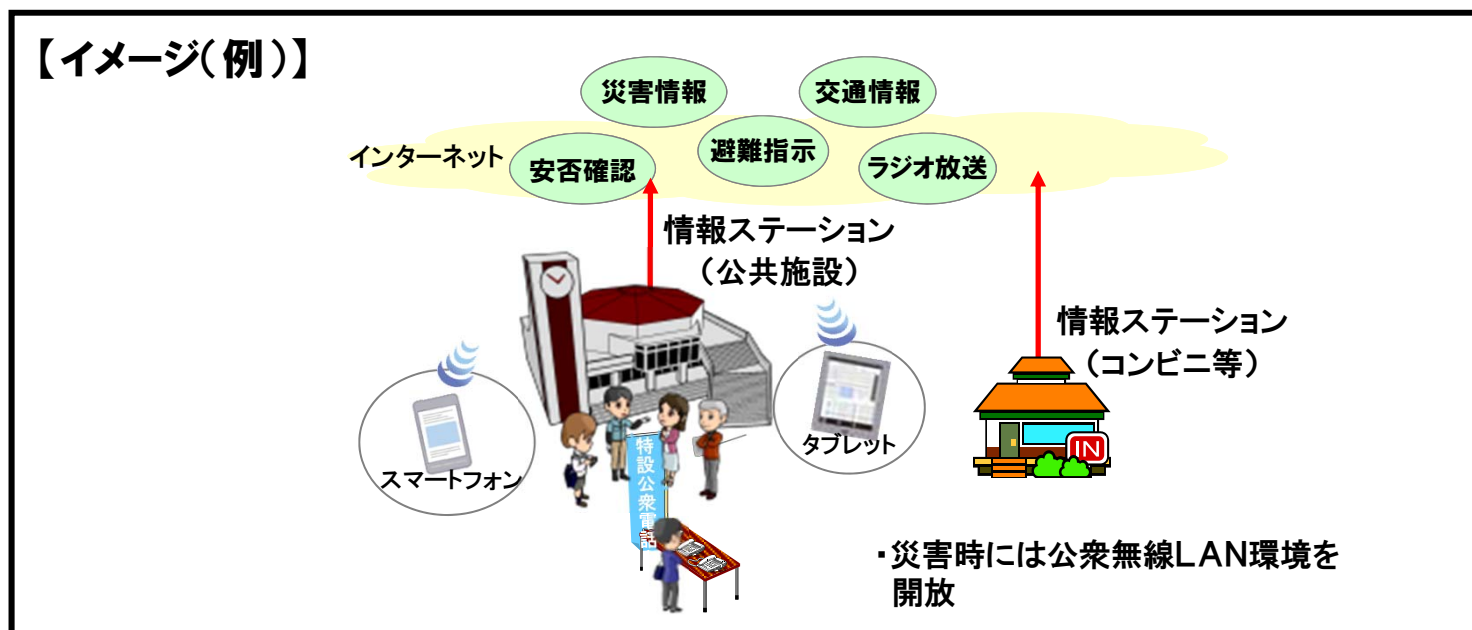 【イメージ(例)】
災害情報
交通情報
インターネット
安否確認
避難指示
ラジオ放送
情報ステーション
(公共施設)
情報ステーション
(コンビニ等)
スマートフォン
タブレット
特設公衆電話
IN
・災害時には公衆無線LAN環境を
開放